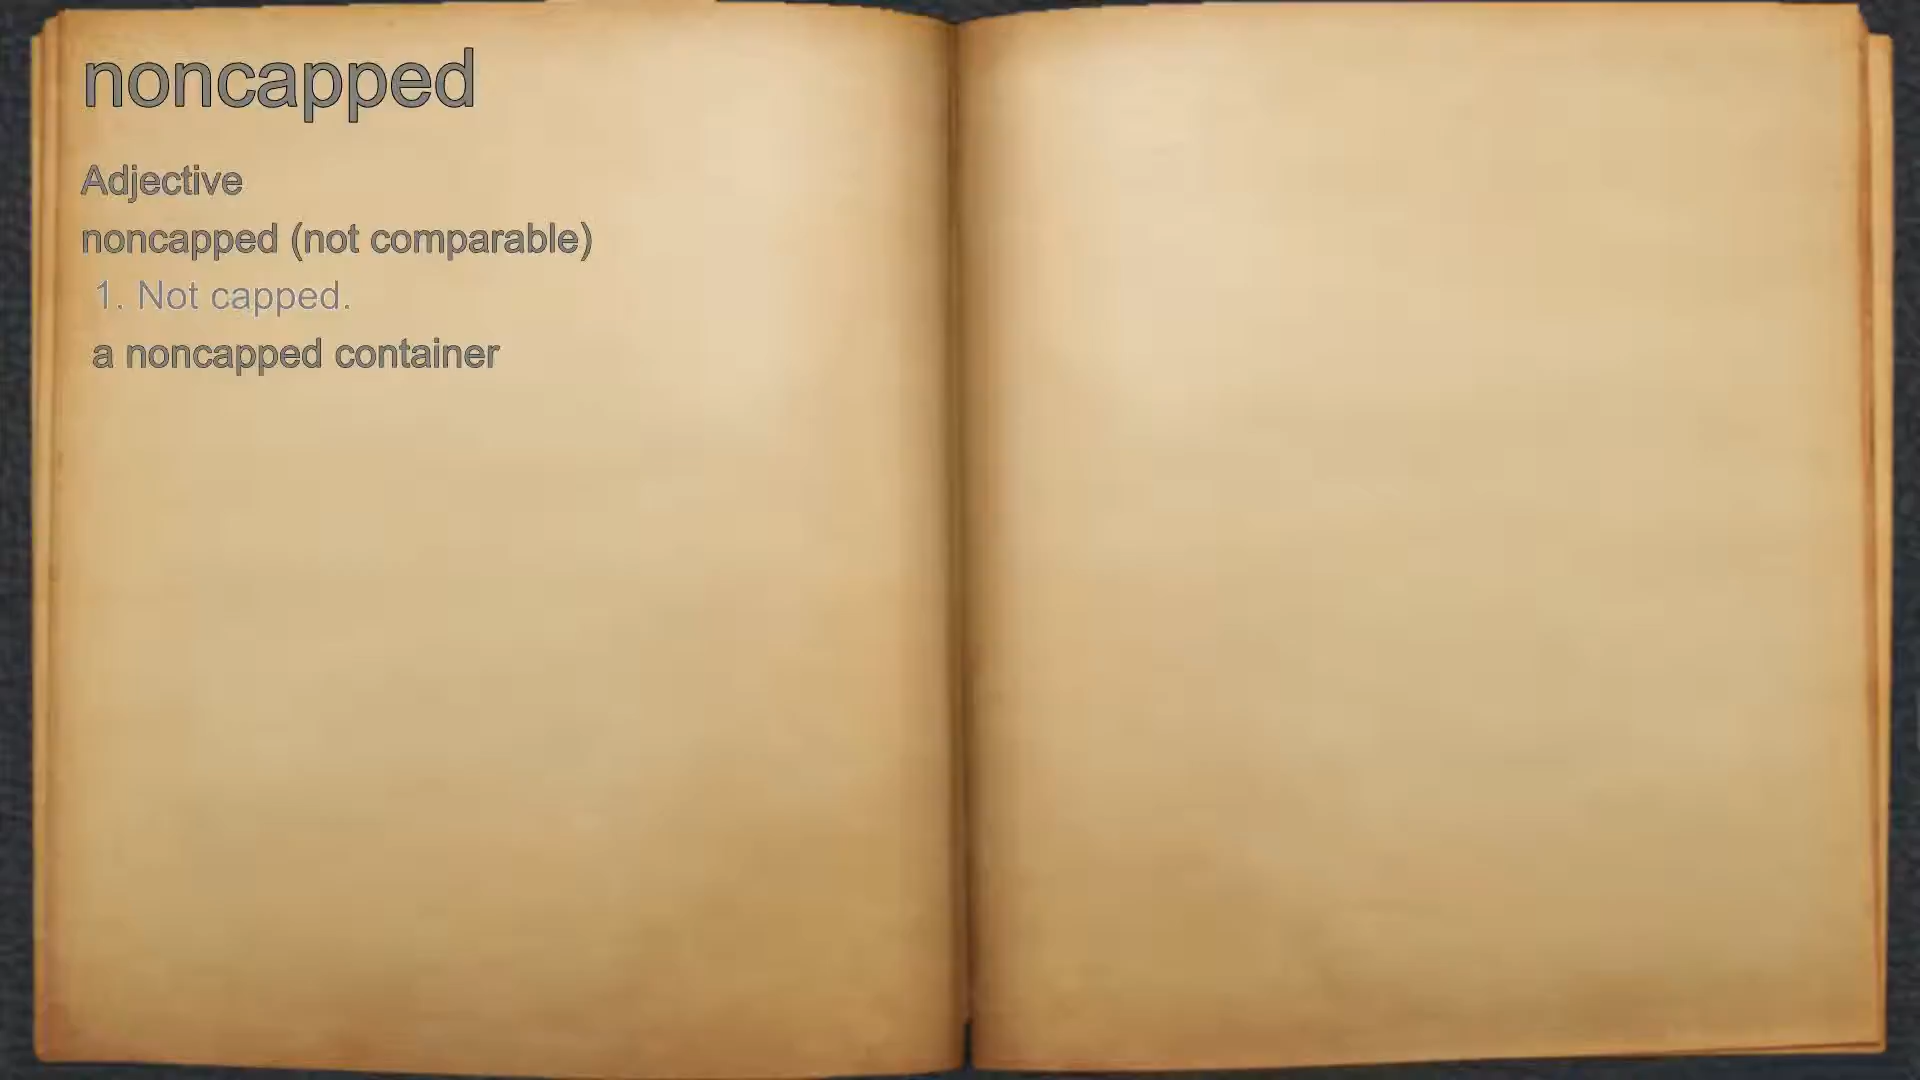 noncapped
Adjective
noncapped (not comparable)
1. Not capped.
a noncapped container